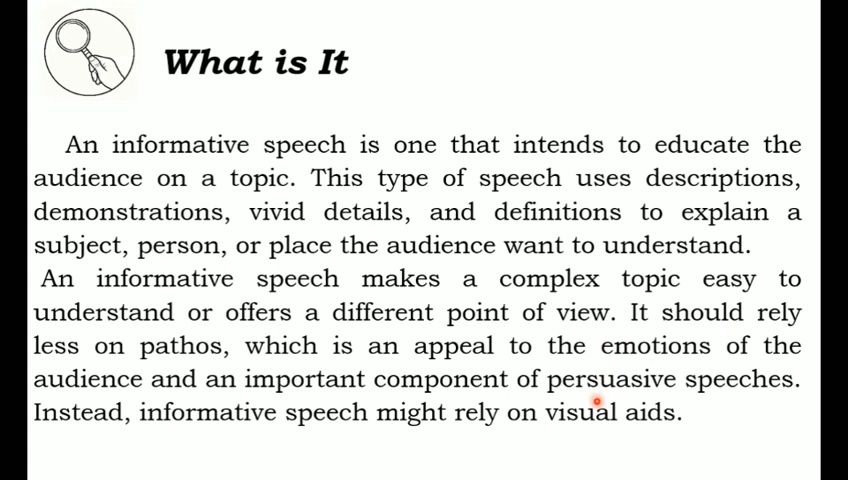 What is It
An informative speech is one that intends to educate the
audience on a topic. This type of speech uses descriptions,
demonstrations, vivid details, and definitions to explain a
subject, person, or place the audience want to understand.
An informative speech makes a complex topic easy to
understand or offers a different point of view. It should rely
less on pathos, which is an appeal to the emotions of the
audience and an important component of persuasive speeches.
Instead, informative speech might rely on visual aids.